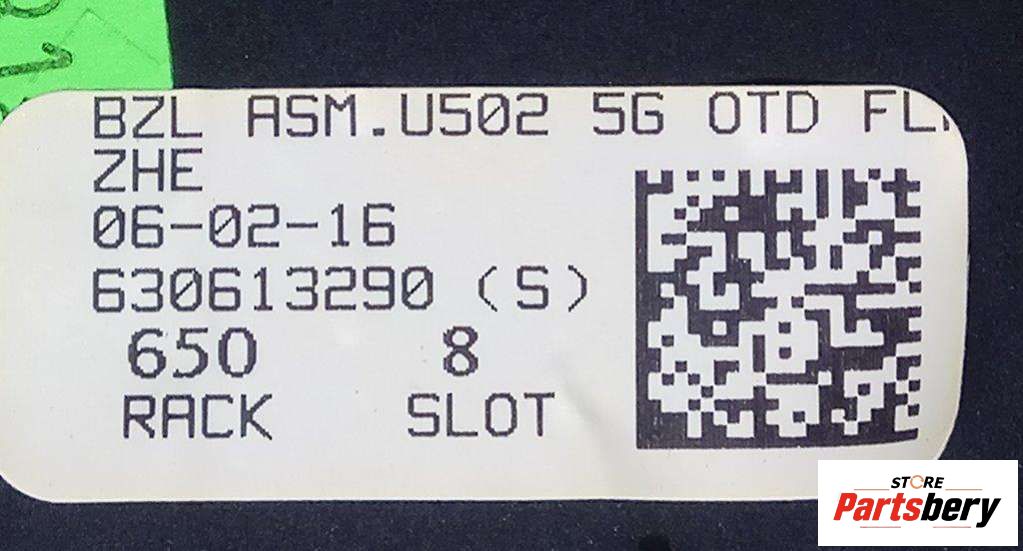 BZL ASM.U502 5G OTD
ZHE
06-02-16
630613290 (S)
650 8
RACK SLOT
STORE
Partsbery